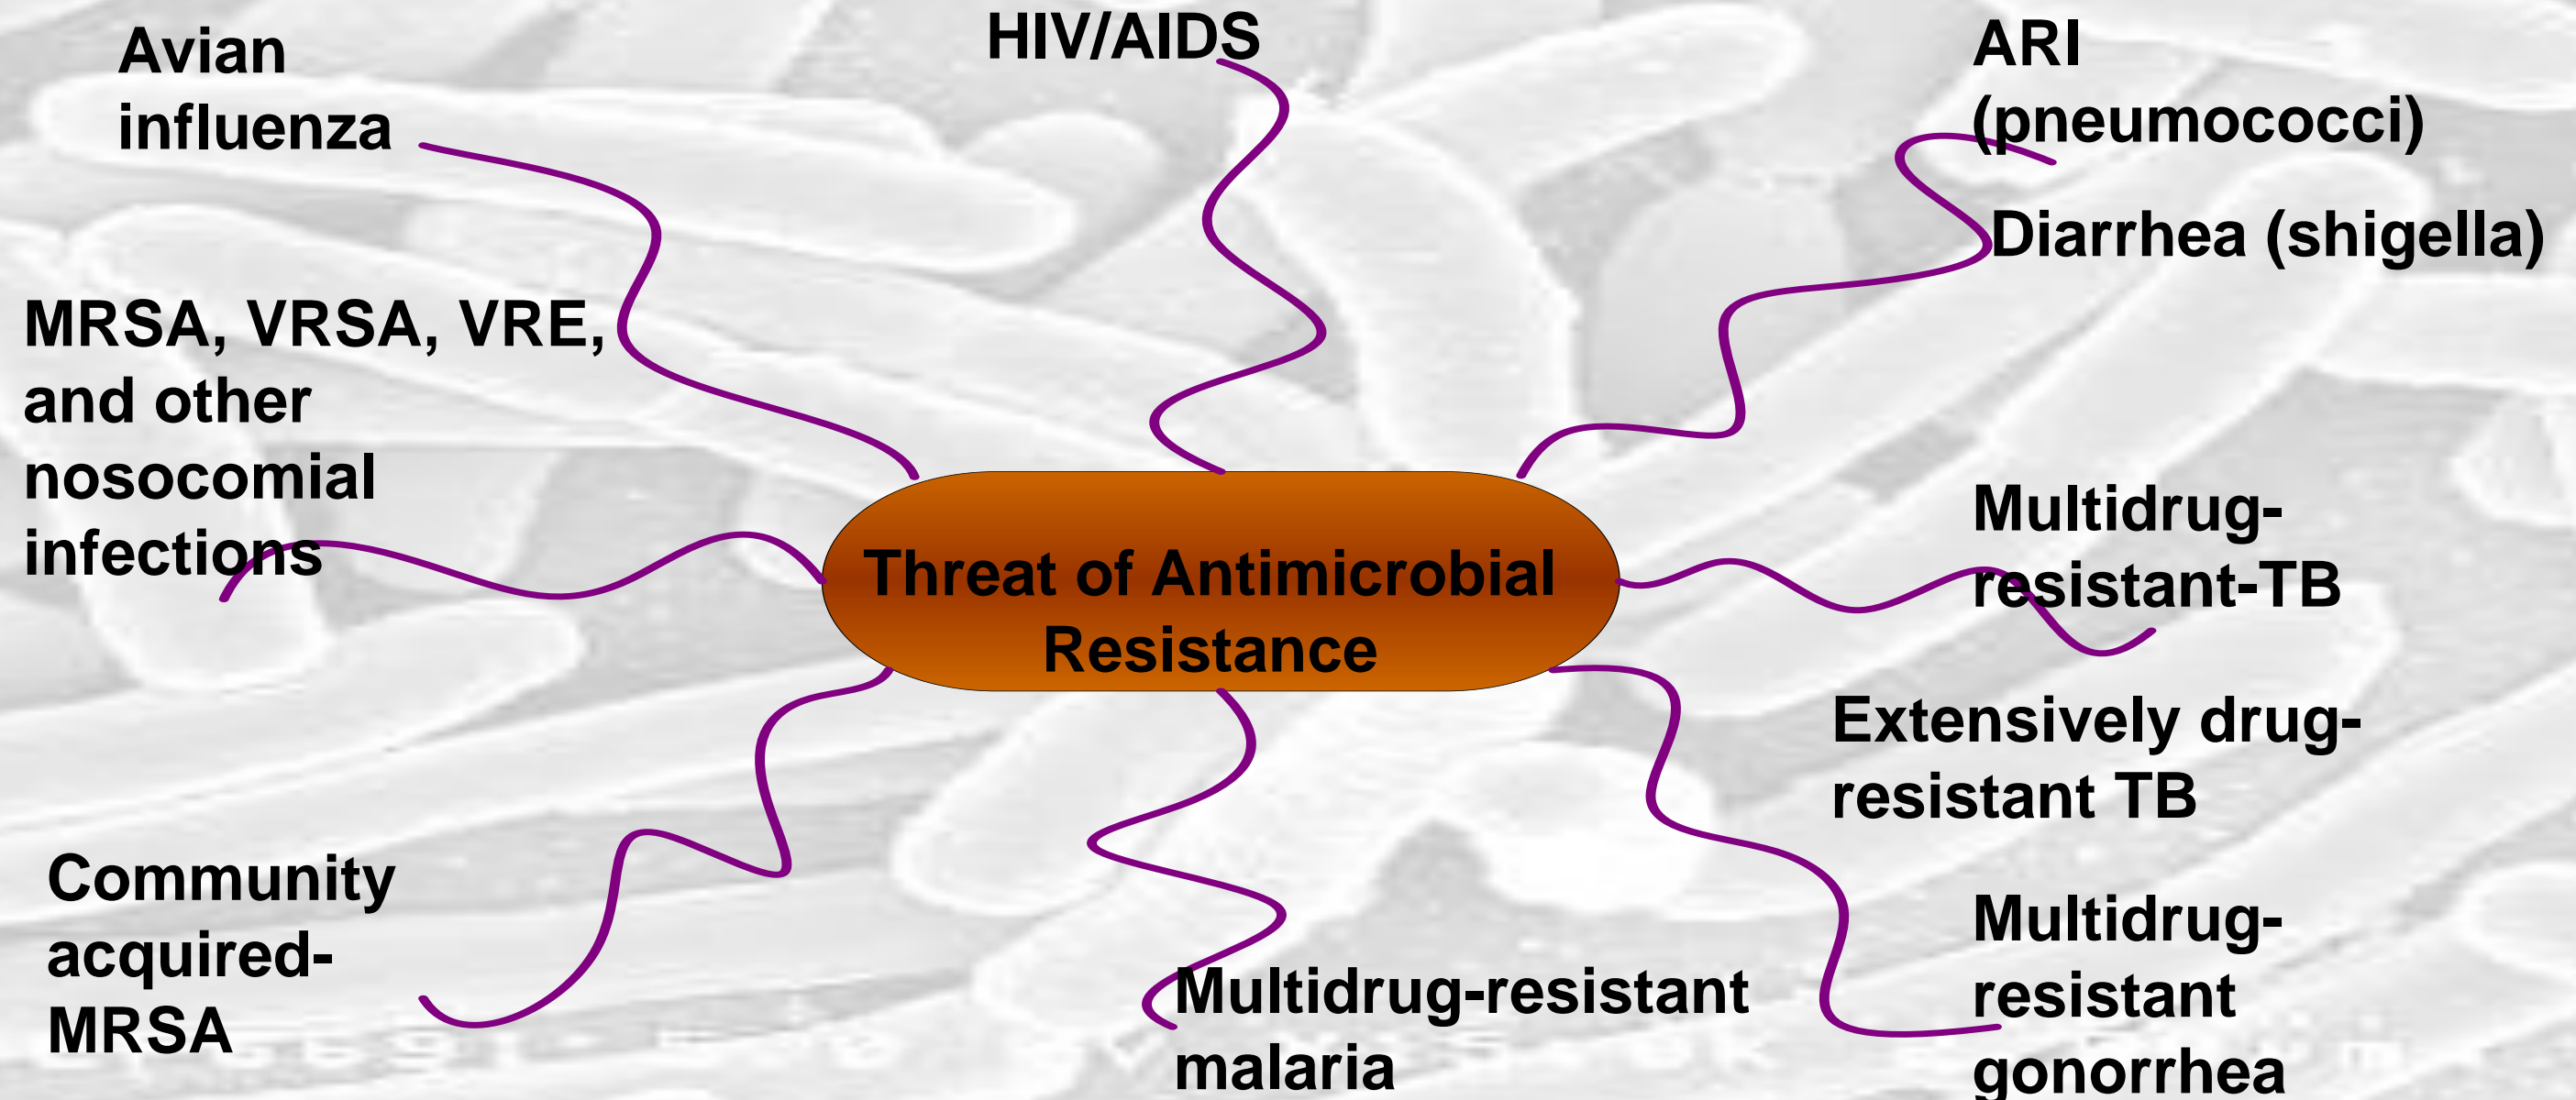 Avian
influenza
HIV/AIDS
ARI
(pneumococci)
Diarrhea (shigella)
MRSA, VRSA, VRE,
and other
nosocomial
infections
Threat of Antimicrobial
Resistance
Multidrug-
resistant-TB
Extensively drug-
resistant TB
Community
acquired-
MRSA
Multidrug-resistant
malaria
Multidrug-
resistant
gonorrhea